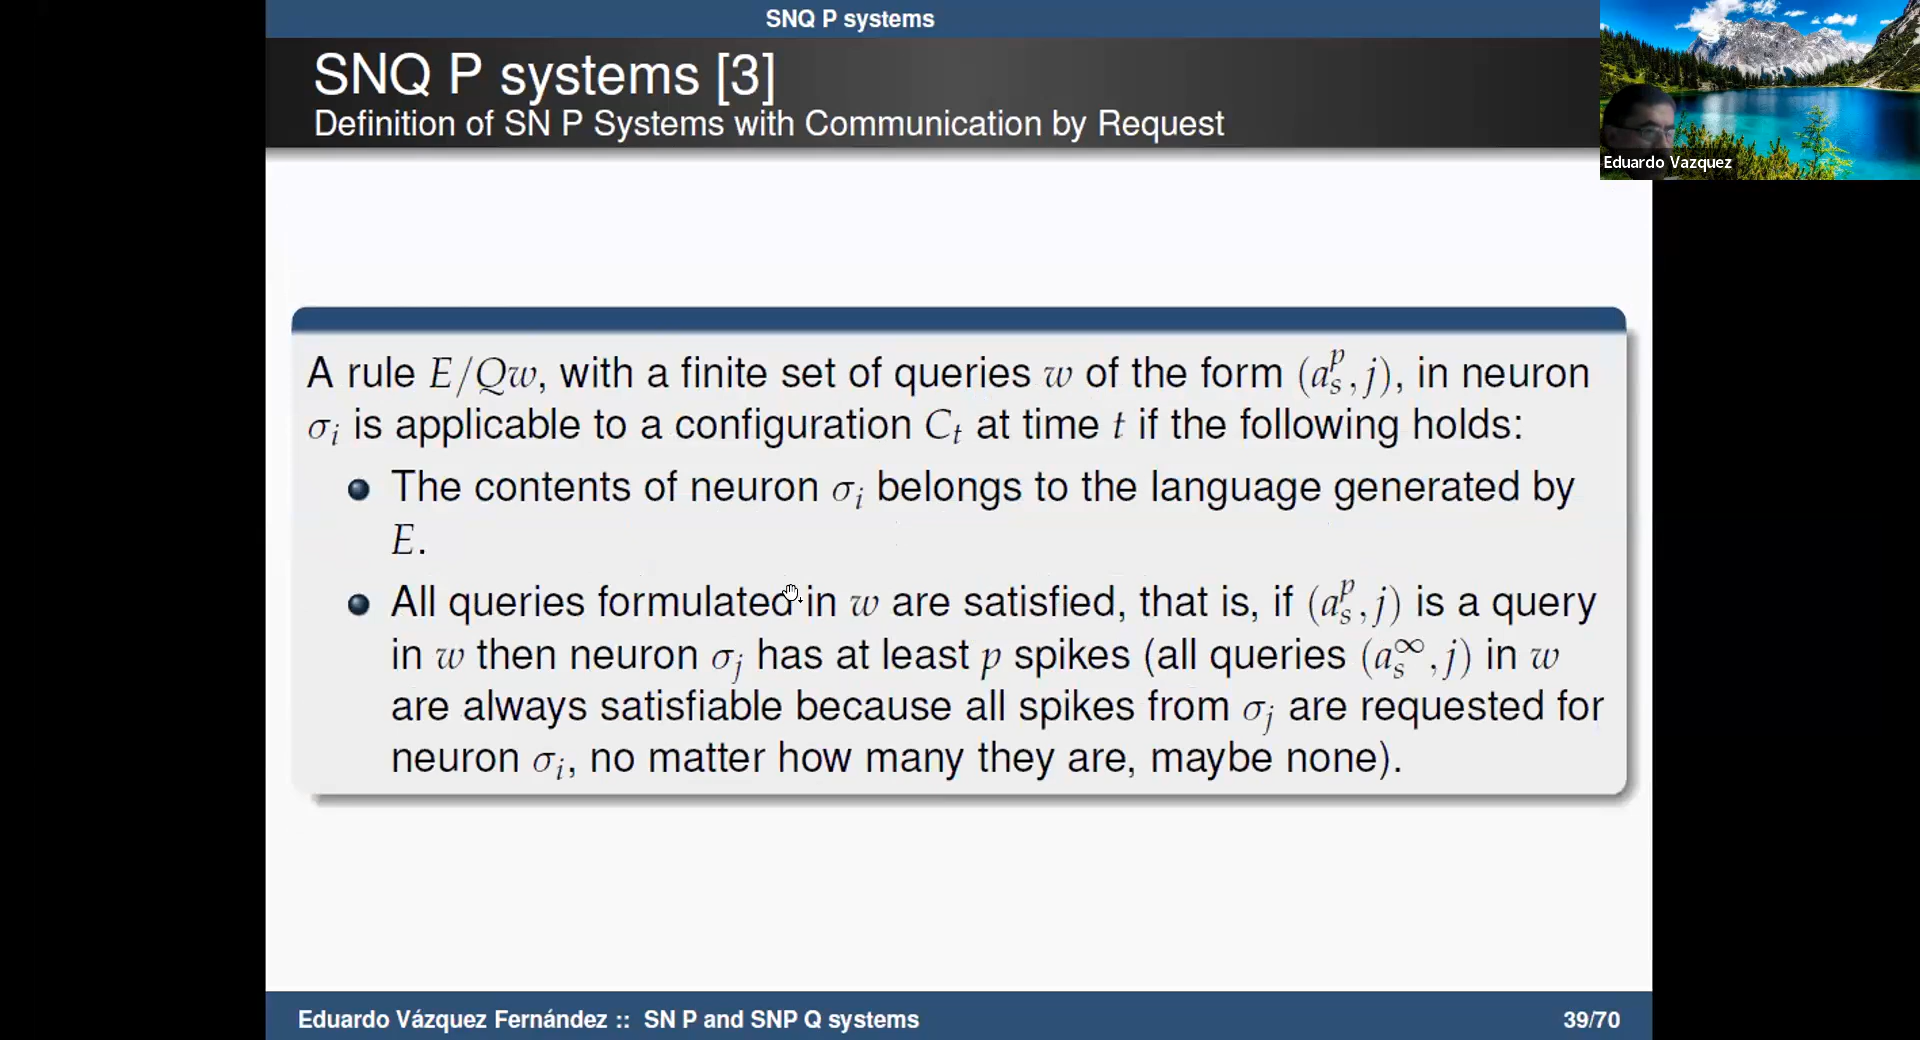 SNQ P systems
SNQ P systems [3]
Definition of SN P Systems with Communication by Request
Eduardo Vazquez
A rule E/Qw, with a finite set of queries w of the form (a_s^p, j), in neuron
σ_i is applicable to a configuration C_t at time t if the following holds:
The contents of neuron σ_i belongs to the language generated by
E.
All queries formulated in w are satisfied, that is, if (a_s^p, j) is a query
in w then neuron σ_j has at least p spikes (all queries (a_s^∞, j) in w
are always satisfiable because all spikes from σ_j are requested for
neuron σ_i, no matter how many they are, maybe none).
Eduardo Vázquez Fernández :: SN P and SNP Q systems
39/70